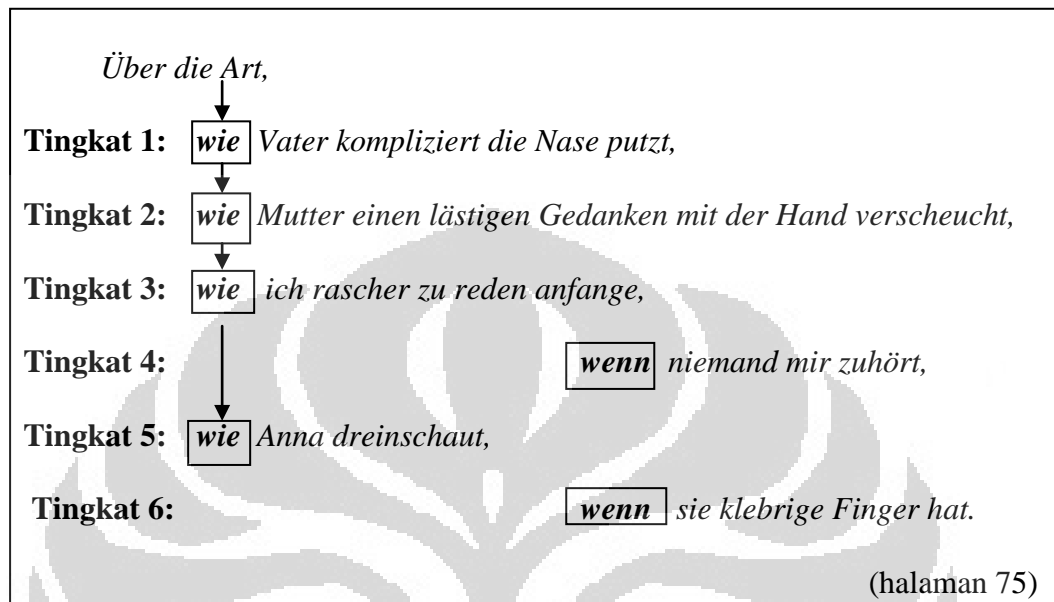 Über die Art,
Tingkat 1: wie Vater kompliziert die Nase putzt,
Tingkat 2: wie Mutter einen lästigen Gedanken mit der Hand verscheucht,
Tingkat 3: wie ich rascher zu reden anfange,
Tingkat 4: wenn niemand mir zuhört,
Tingkat 5: wie Anna dreinschaut,
Tingkat 6: wenn sie klebrige Finger hat.
(halaman 75)